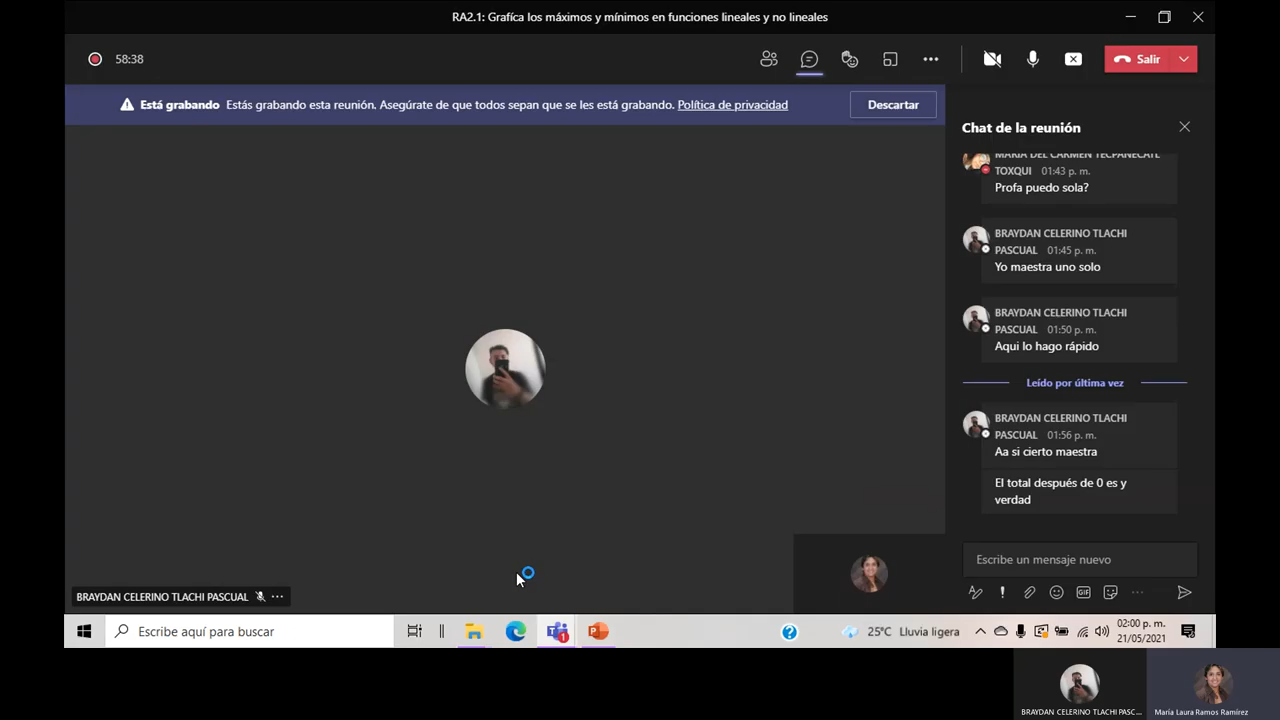 RA2.1: Grafica los máximos y mínimos en funciones lineales y no lineales
58:38
Salir
Está grabando Estás grabando esta reunión. Asegúrate de que todos sepan que se les está grabando. Política de privacidad
Descartar
Chat de la reunión
MARIA DEL CARMEN TECPANECATL
TOXQUI 01:43 p. m.
Profa puedo sola?
BRAYDAN CELERINO TLACHI
PASCUAL 01:45 p. m.
Yo maestra uno solo
BRAYDAN CELERINO TLACHI
PASCUAL 01:50 p. m.
Aqui lo hago rápido
Leído por última vez
BRAYDAN CELERINO TLACHI
PASCUAL 01:56 p. m.
Aa si cierto maestra
El total después de 0 es y
verdad
Escribe un mensaje nuevo
GIF
BRAYDAN CELERINO TLACHI PASCUAL
Escribe aquí para buscar
1
25°C Lluvia ligera
02:00 p. m.
21/05/2021
BRAYDAN CELERINO TLACHI PASC...
María Laura Ramos Ramírez